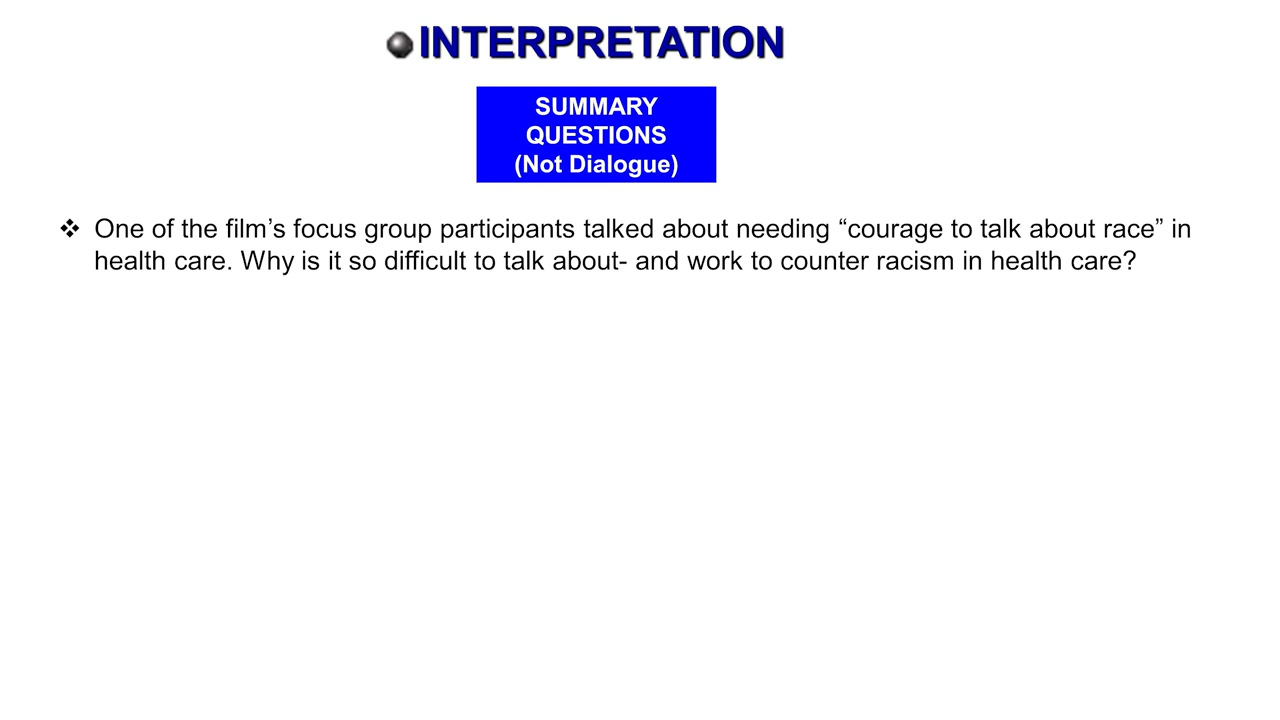 INTERPRETATION
SUMMARY
QUESTIONS
(Not Dialogue)
❖ One of the film’s focus group participants talked about needing “courage to talk about race” in
health care. Why is it so difficult to talk about- and work to counter racism in health care?